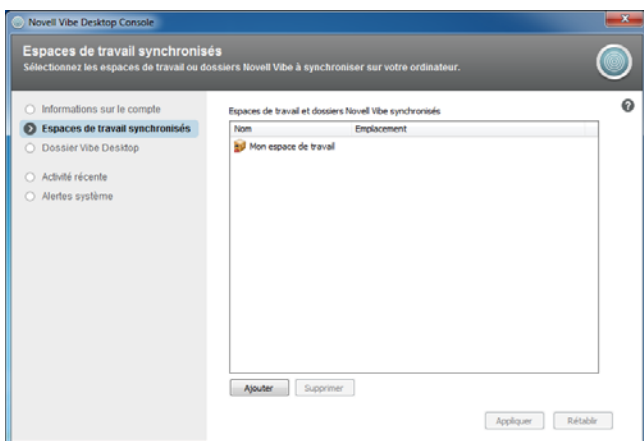 Novell Vibe Desktop Console
Espaces de travail synchronisés
Sélectionnez les espaces de travail ou dossiers Novell Vibe à synchroniser sur votre ordinateur.
Informations sur le compte
Espaces de travail synchronisés
Dossier Vibe Desktop
Activité récente
Alertes système
Espaces de travail et dossiers Novell Vibe synchronisés
Nom Emplacement
Mon espace de travail
Ajouter Supprimer
Appliquer Rétablir